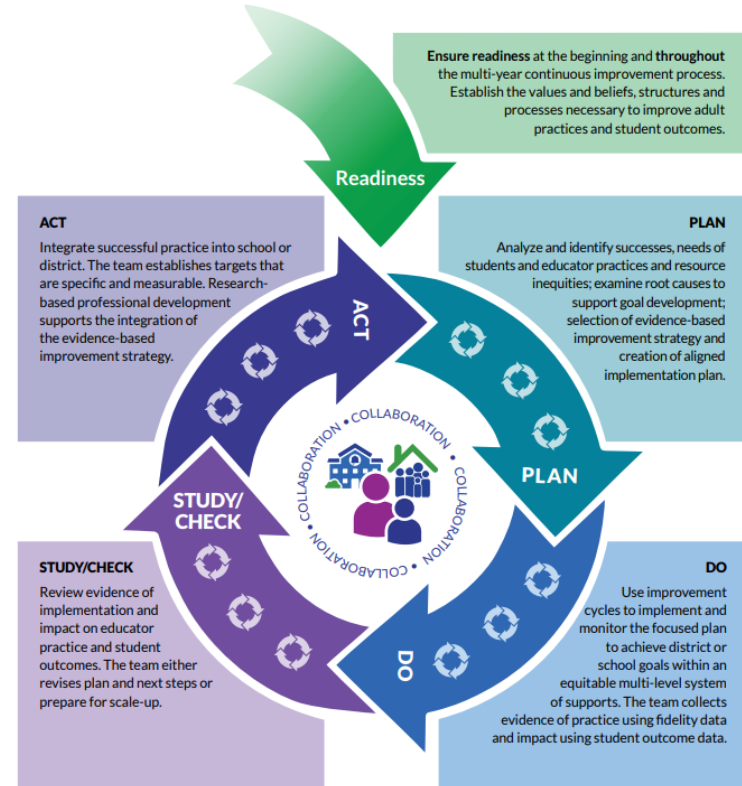 Ensure readiness at the beginning and throughout
the multi-year continuous improvement process.
Establish the values and beliefs, structures and
processes necessary to improve adult
practices and student outcomes.
Readiness
ACT
Integrate successful practice into school or
district. The team establishes targets that
are specific and measurable. Research-
based professional development
supports the integration of
the evidence-based
improvement strategy.
PLAN
Analyze and identify successes, needs of
students and educator practices and resource
inequities; examine root causes to
support goal development;
selection of evidence-based
improvement strategy and
creation of aligned
implementation plan.
ACT
PLAN
DO
STUDY/
CHECK
COLLABORATION • COLLABORATION • COLLABORATION • COLLABORATION •
STUDY/CHECK
Review evidence of
implementation and
impact on educator
practice and student
outcomes. The team either
revises plan and next steps or
prepare for scale-up.
DO
Use improvement
cycles to implement and
monitor the focused plan
to achieve district or
school goals within an
equitable multi-level system
of supports. The team collects
evidence of practice using fidelity data
and impact using student outcome data.